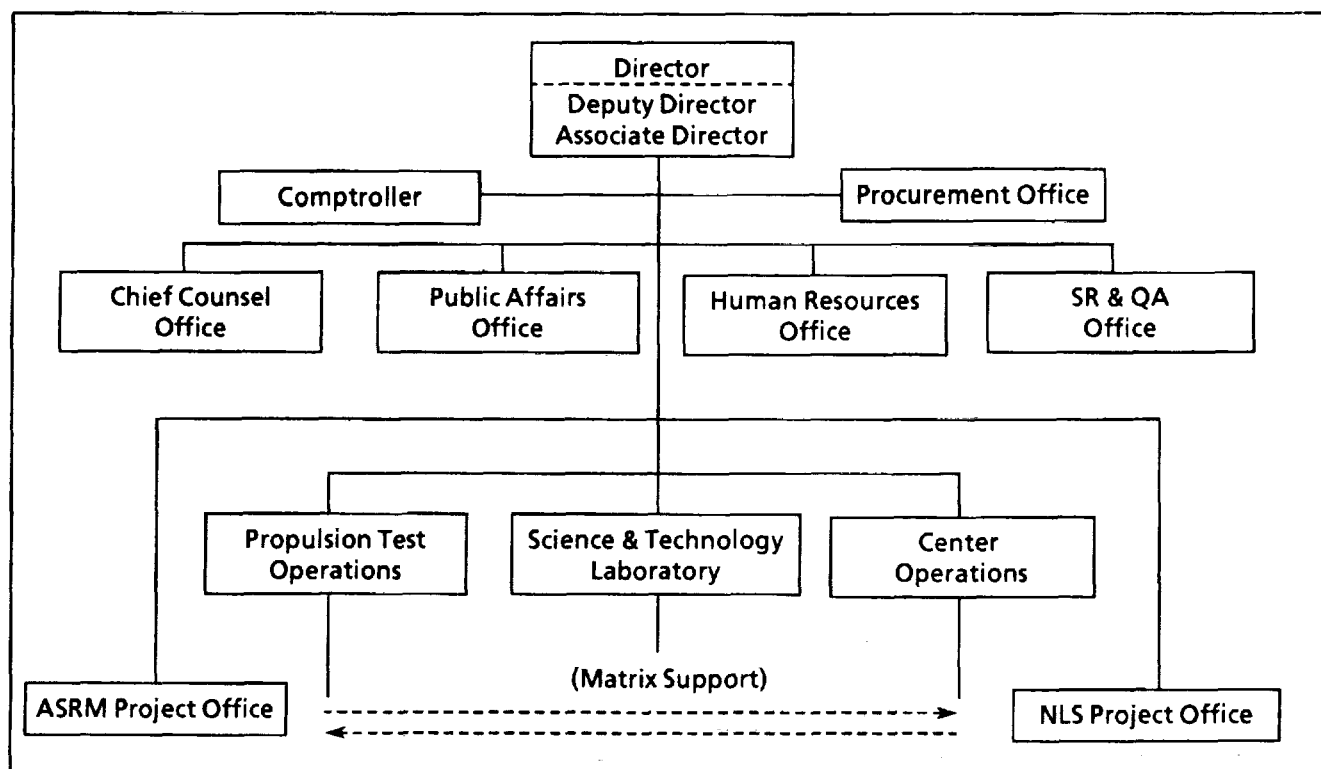 Director
Deputy Director
Associate Director
Comptroller
Procurement Office
Chief Counsel
Office
Public Affairs
Office
Human Resources
Office
SR & QA
Office
Propulsion Test
Operations
Science & Technology
Laboratory
Center
Operations
(Matrix Support)
ASRM Project Office
NLS Project Office